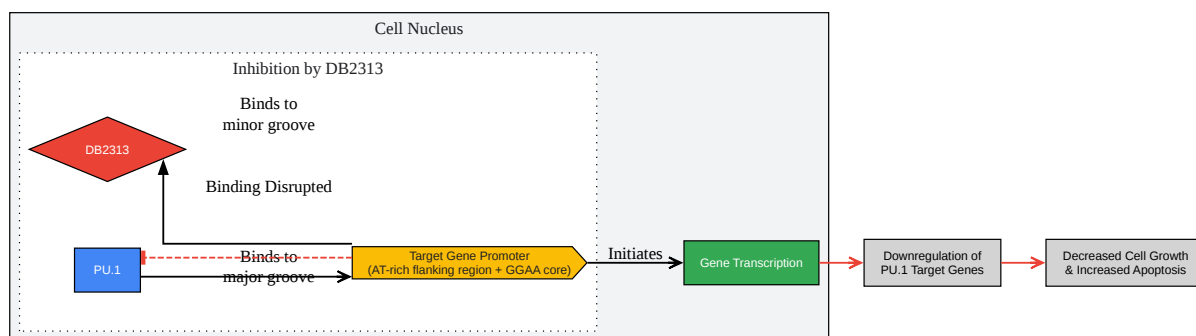 Cell Nucleus
Inhibition by DB2313
Binds to
minor groove
DB2313
Binding Disrupted
PU.1
Binds to
major groove
Target Gene Promoter
(AT-rich flanking region + GGAA core)
Initiates
Gene Transcription
Downregulation of
PU.1 Target Genes
Decreased Cell Growth
& Increased Apoptosis